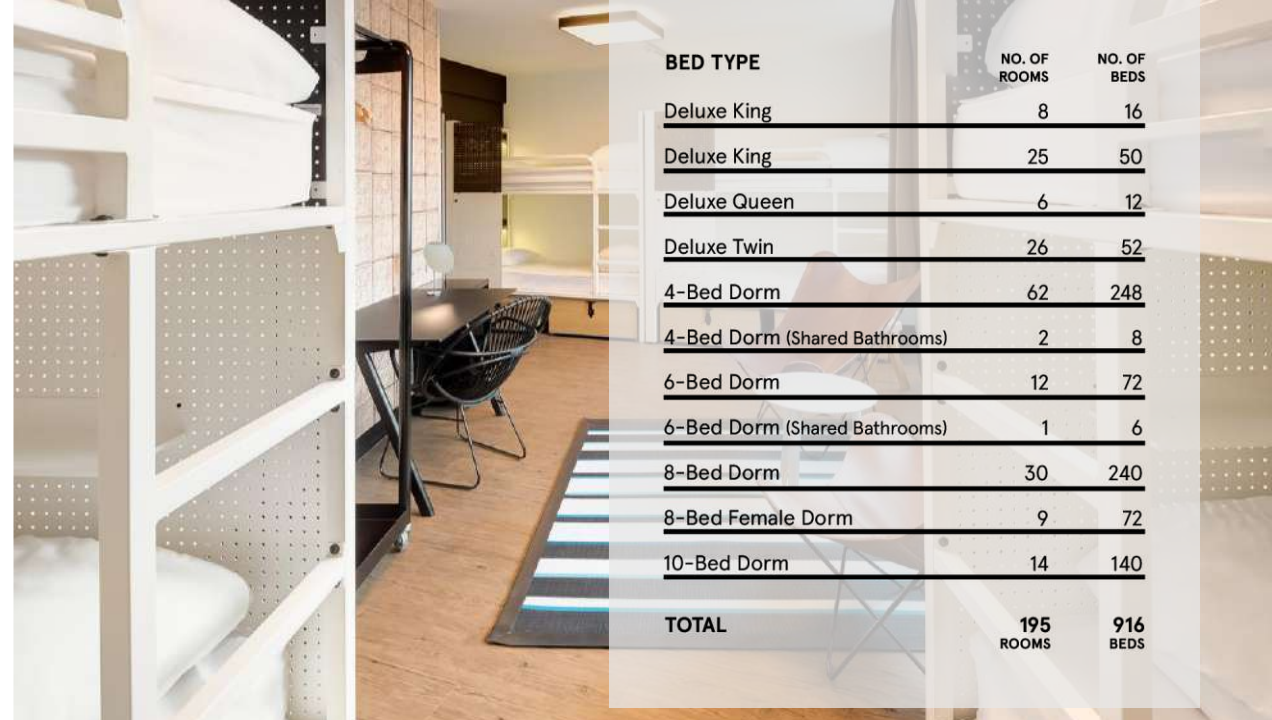 BED TYPE NO. OF ROOMS NO. OF BEDS
Deluxe King 8 16
Deluxe King 25 50
Deluxe Queen 6 12
Deluxe Twin 26 52
4-Bed Dorm 62 248
4-Bed Dorm (Shared Bathrooms) 2 8
6-Bed Dorm 12 72
6-Bed Dorm (Shared Bathrooms) 1 6
8-Bed Dorm 30 240
8-Bed Female Dorm 9 72
10-Bed Dorm 14 140
TOTAL 195 916
ROOMS BEDS